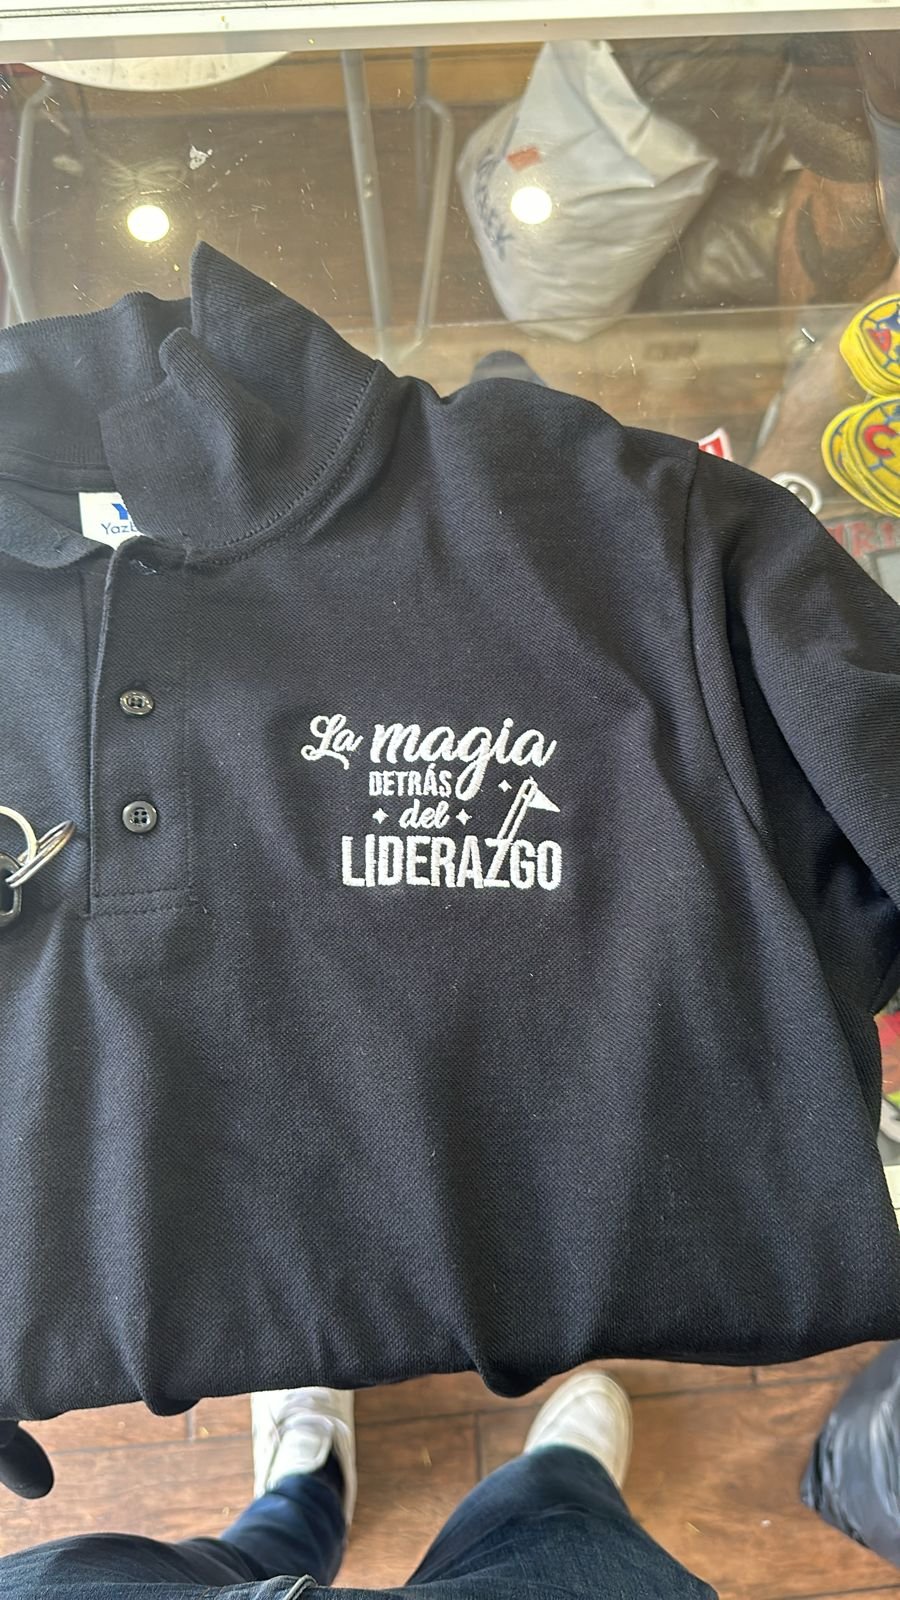 La magia
DETRÁS
del
LIDERAZGO